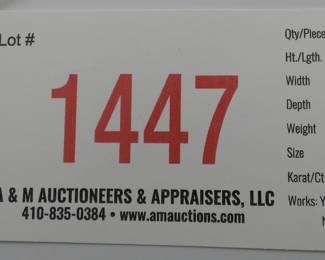 Lot #
1447
A & M AUCTIONEERS & APPRAISERS, LLC
410-835-0384 • www.amauctions.com
Qty/Piece
Ht./Lgth.
Width
Depth
Weight
Size
Karat/Ct
Works: Y
N